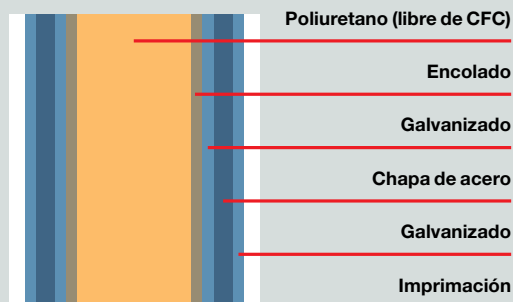 Poliuretano (libre de CFC)
Encolado
Galvanizado
Chapa de acero
Galvanizado
Imprimación